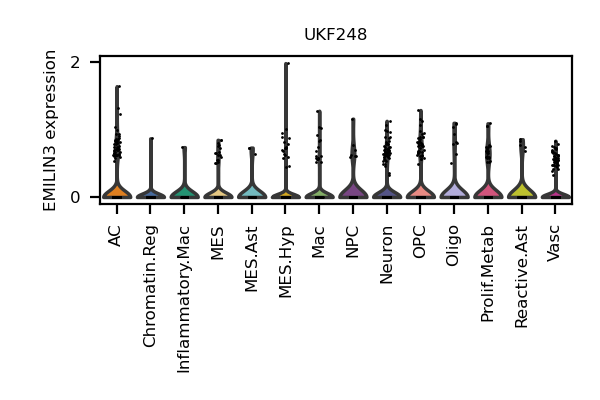 UKF248
EMILIN3 expression
2
0
AC
Chromatin.Reg
Inflammatory.Mac
MES
MES.Ast
MES.Hyp
Mac
NPC
Neuron
OPC
Oligo
Prolif.Metab
Reactive.Ast
Vasc